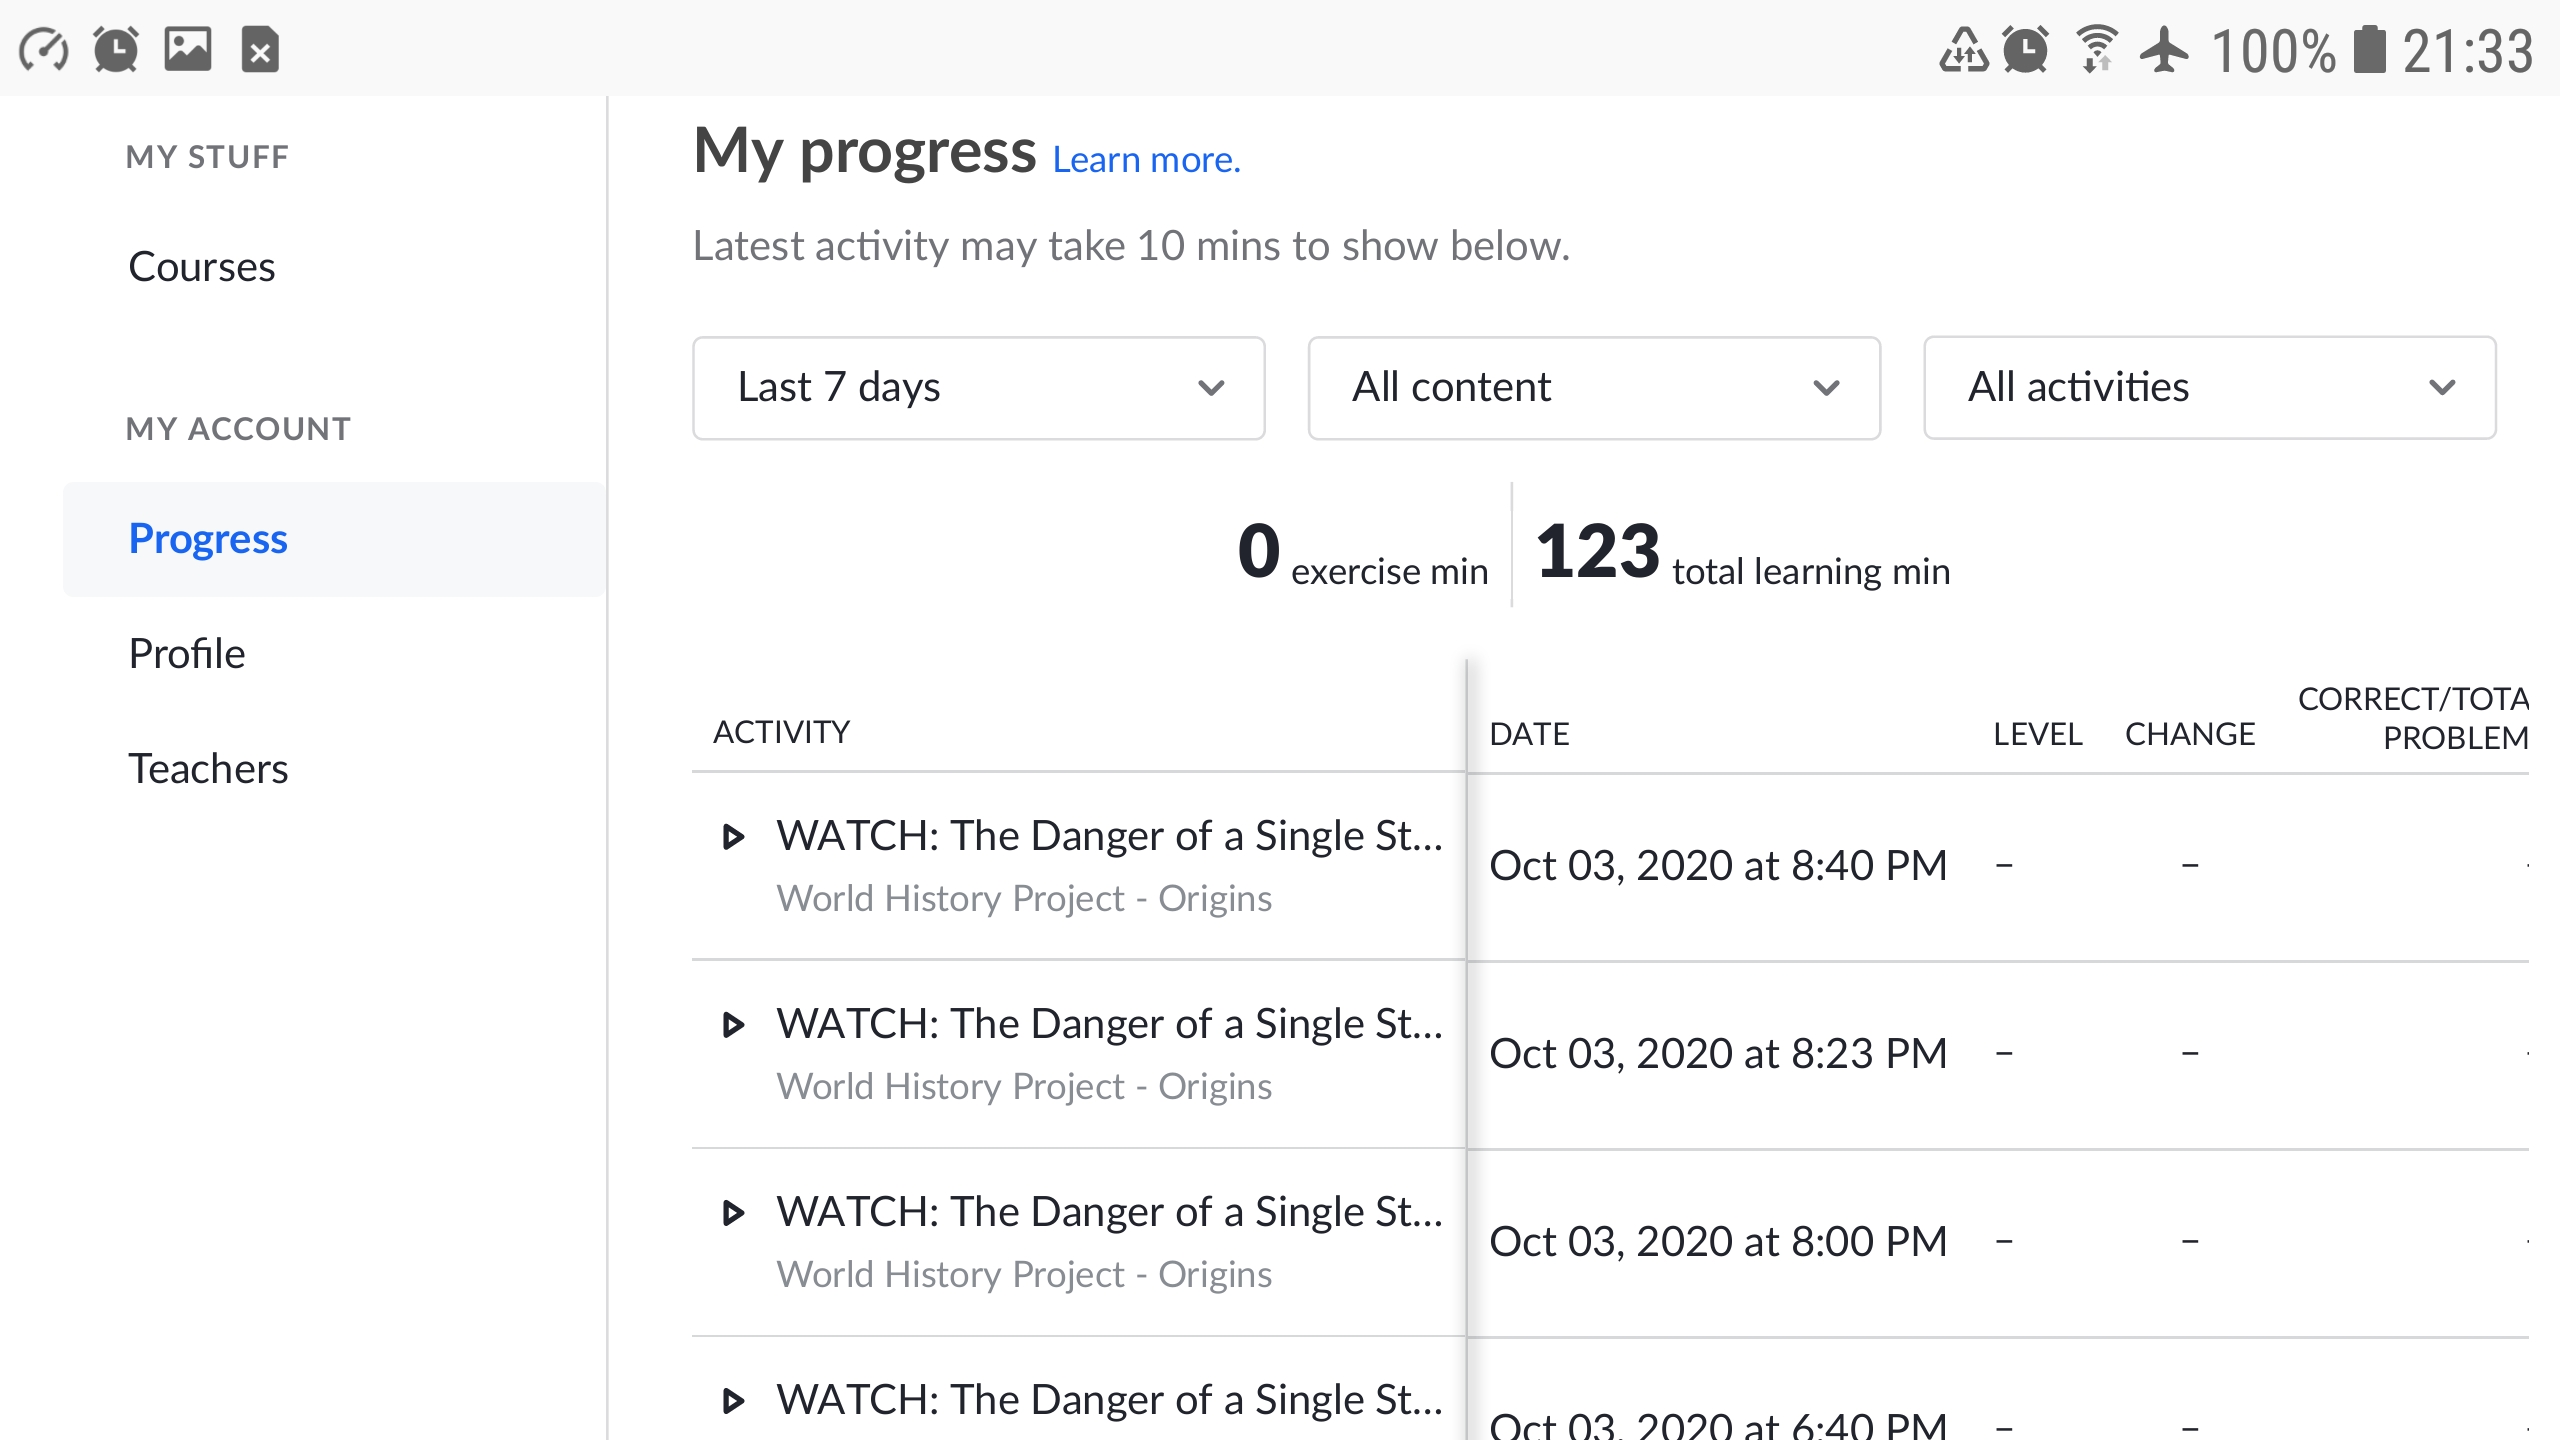 100% 21:33
MY STUFF
Courses
MY ACCOUNT
Progress
Profile
Teachers
My progress Learn more.
Latest activity may take 10 mins to show below.
Last 7 days All content All activities
0 exercise min 123 total learning min
ACTIVITY DATE LEVEL CHANGE CORRECT/TOTA
PROBLEM
WATCH: The Danger of a Single St...
World History Project - Origins
Oct 03, 2020 at 8:40 PM – –
WATCH: The Danger of a Single St...
World History Project - Origins
Oct 03, 2020 at 8:23 PM – –
WATCH: The Danger of a Single St...
World History Project - Origins
Oct 03, 2020 at 8:00 PM – –
WATCH: The Danger of a Single St...
Oct 03, 2020 at 6:40 PM – –